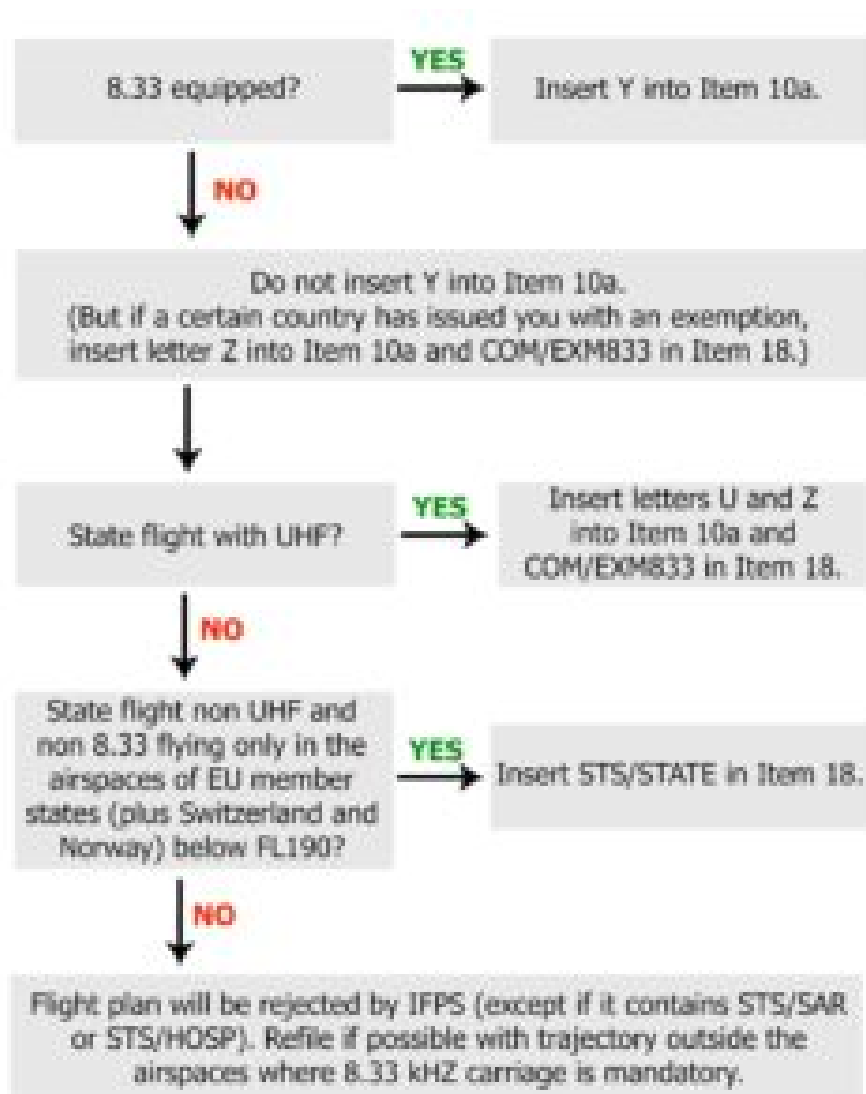 8.33 equipped?
YES
Insert Y into Item 10a.
NO
Do not insert Y into Item 10a.
(But if a certain country has issued you with an exemption,
insert letter Z into Item 10a and COM/EXM833 in Item 18.)
State flight with UHF?
YES
Insert letters U and Z
into Item 10a and
COM/EXM833 in Item 18.
NO
State flight non UHF and
non 8.33 flying only in the
airspaces of EU member
states (plus Switzerland and
Norway) below FL190?
YES
Insert STS/STATE in Item 18.
NO
Flight plan will be rejected by IFPS (except if it contains STS/SAR
or STS/HOSP). Refile if possible with trajectory outside the
airspaces where 8.33 kHZ carriage is mandatory.